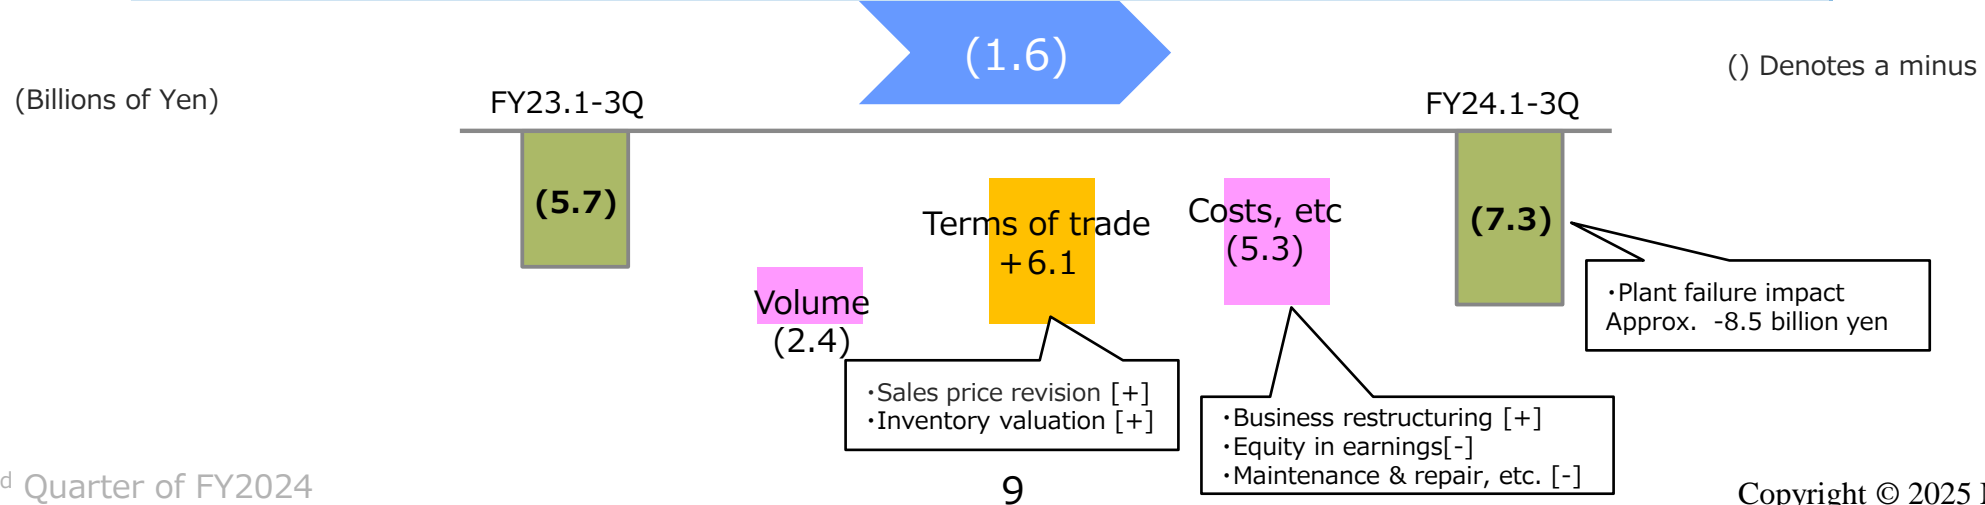 (1.6)
() Denotes a minus
(Billions of Yen)
FY23.1-3Q
FY24.1-3Q
(5.7)
Volume
(2.4)
Terms of trade
+6.1
Costs, etc
(5.3)
(7.3)
・Plant failure impact
Approx. -8.5 billion yen
・Sales price revision [+]
・Inventory valuation [+]
・Business restructuring [+]
・Equity in earnings[-]
・Maintenance & repair, etc. [-]
d Quarter of FY2024
9
Copyright © 2025